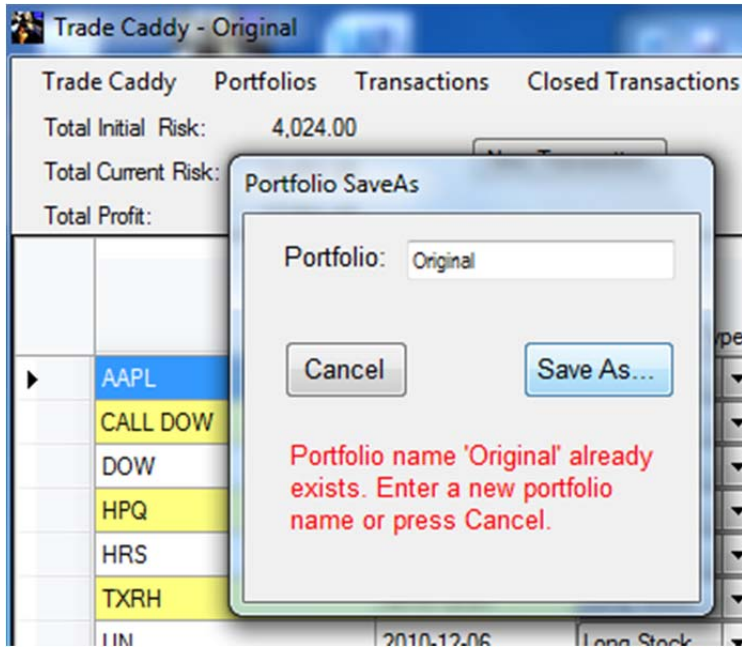 Trade Caddy - Original
Trade Caddy Portfolios Transactions Closed Transactions
Total Initial Risk: 4,024.00
Total Current Risk:
Total Profit:
Portfolio SaveAs
Portfolio: Original
Cancel Save As...
Portfolio name 'Original' already
exists. Enter a new portfolio
name or press Cancel.
AAPL
CALL DOW
DOW
HPQ
HRS
TXRH
UN 2010-12-06 Long Stock